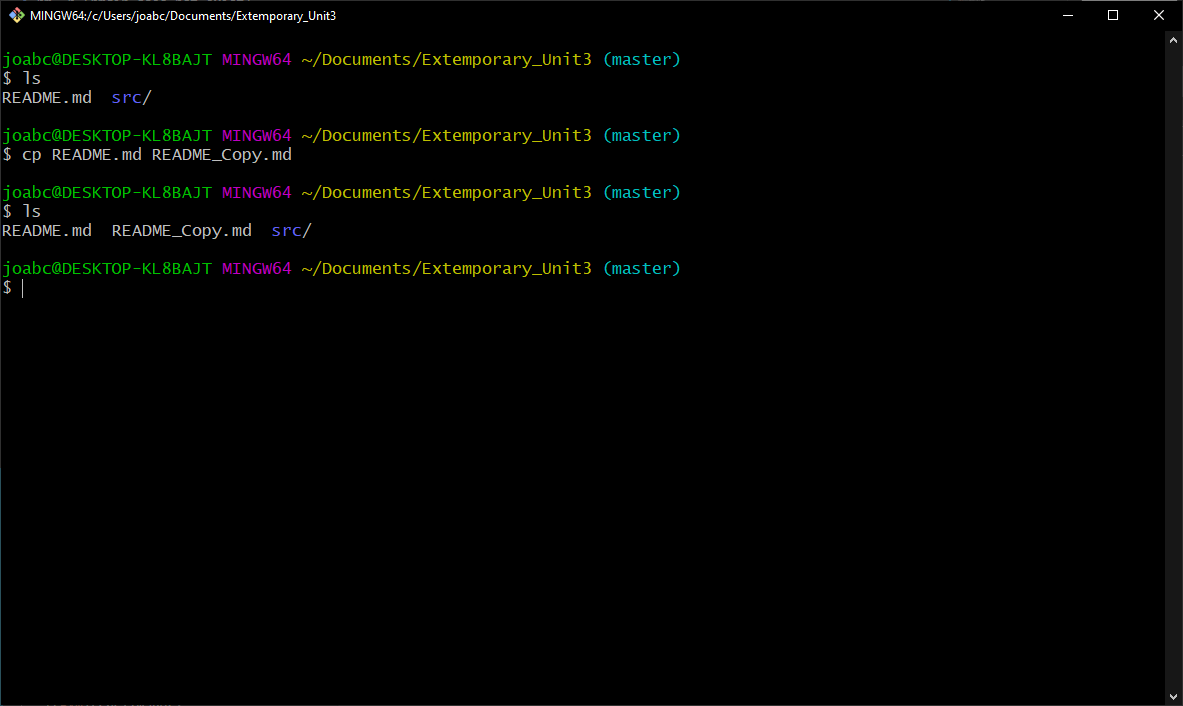 MINGW64:/c/Users/joabc/Documents/Extemporary_Unit3
joabc@DESKTOP-KL8BAJT MINGW64 ~/Documents/Extemporary_Unit3 (master)
$ ls
README.md  src/
joabc@DESKTOP-KL8BAJT MINGW64 ~/Documents/Extemporary_Unit3 (master)
$ cp README.md README_Copy.md
joabc@DESKTOP-KL8BAJT MINGW64 ~/Documents/Extemporary_Unit3 (master)
$ ls
README.md  README_Copy.md  src/
joabc@DESKTOP-KL8BAJT MINGW64 ~/Documents/Extemporary_Unit3 (master)
$